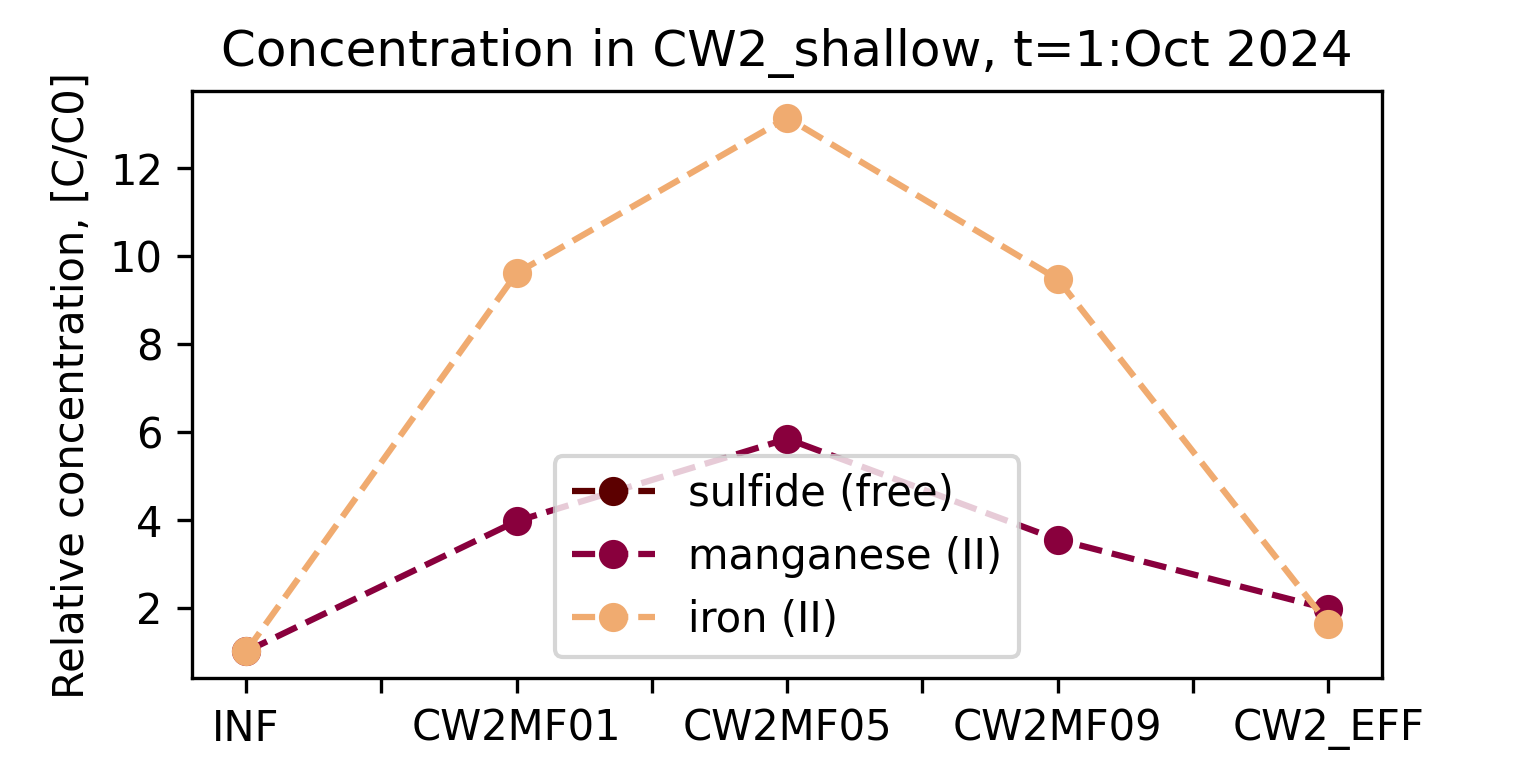 Concentration in CW2_shallow, t=1:Oct 2024
Relative concentration, [C/C0]
12
10
8
6
4
2
sulfide (free)
manganese (II)
iron (II)
INF
CW2MF01
CW2MF05
CW2MF09
CW2_EFF